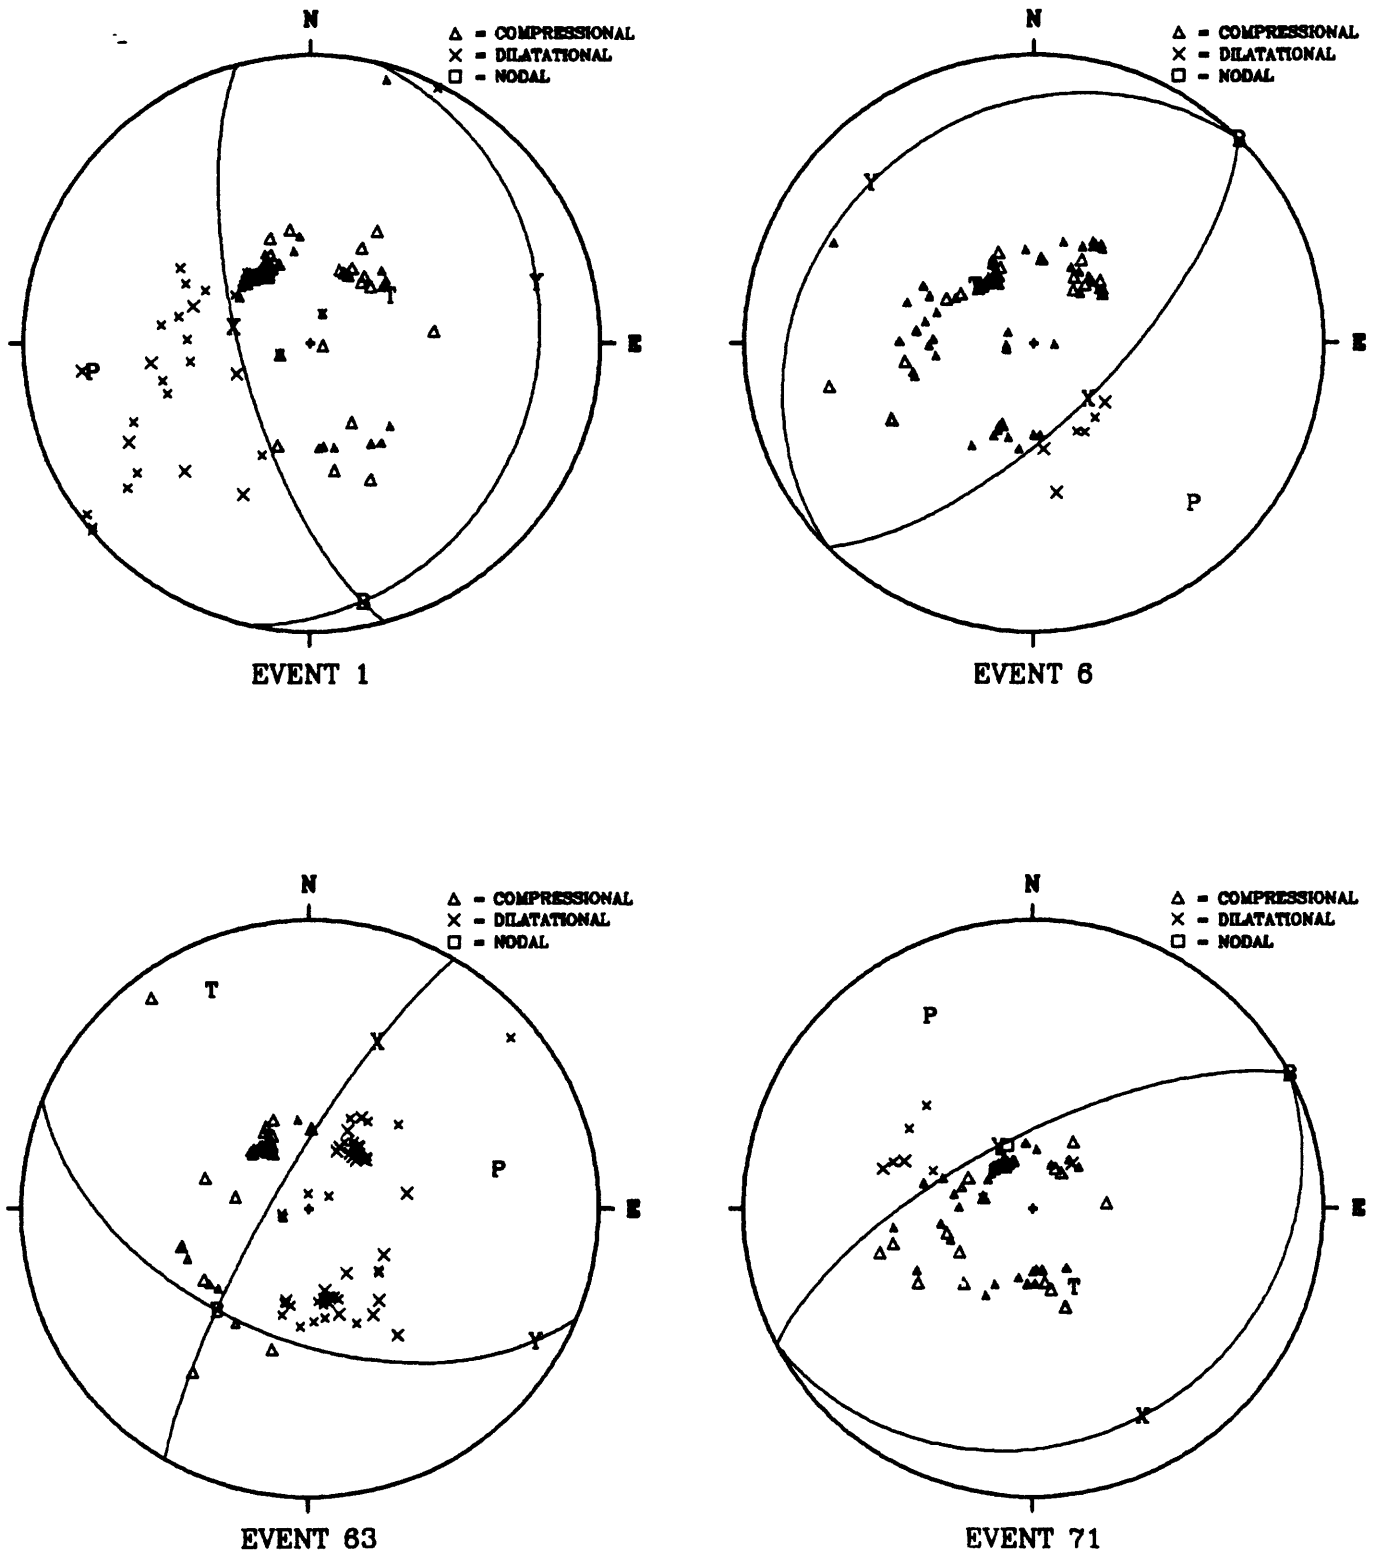 N
△ = COMPRESSIONAL
× = DILATATIONAL
□ = NODAL
T
Y
X
P
E
B
EVENT 1
N
△ = COMPRESSIONAL
× = DILATATIONAL
□ = NODAL
B
Y
T
E
X
P
EVENT 6
N
△ = COMPRESSIONAL
× = DILATATIONAL
□ = NODAL
T
X
P
E
B
Y
EVENT 63
N
△ = COMPRESSIONAL
× = DILATATIONAL
□ = NODAL
P
B
Y
E
T
X
EVENT 71